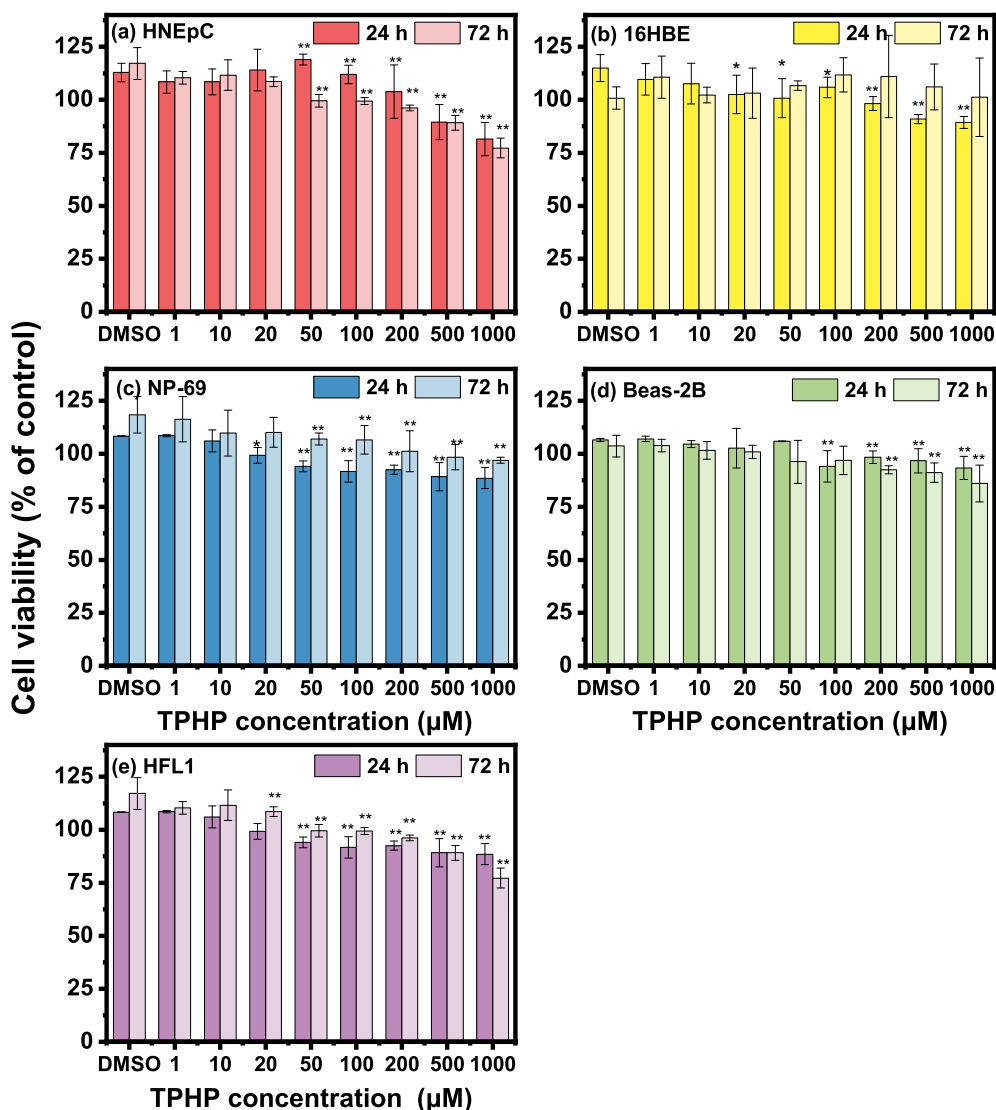 Cell viability (% of control)
(a) HNEpC 24 h 72 h
125
100
75
50
25
0
** ** ** ** ** ** ** ** ** **
DMSO 1 10 20 50 100 200 500 1000
(b) 16HBE 24 h 72 h
125
100
75
50
25
0
* * * ** ** **
DMSO 1 10 20 50 100 200 500 1000
(c) NP-69 24 h 72 h
125
100
75
50
25
0
* ** ** ** ** ** ** ** ** ** **
DMSO 1 10 20 50 100 200 500 1000
TPHP concentration (µM)
(d) Beas-2B 24 h 72 h
125
100
75
50
25
0
** ** ** ** ** ** **
DMSO 1 10 20 50 100 200 500 1000
TPHP concentration (µM)
(e) HFL1 24 h 72 h
125
100
75
50
25
0
** ** ** ** ** ** ** ** ** ** **
DMSO 1 10 20 50 100 200 500 1000
TPHP concentration (µM)